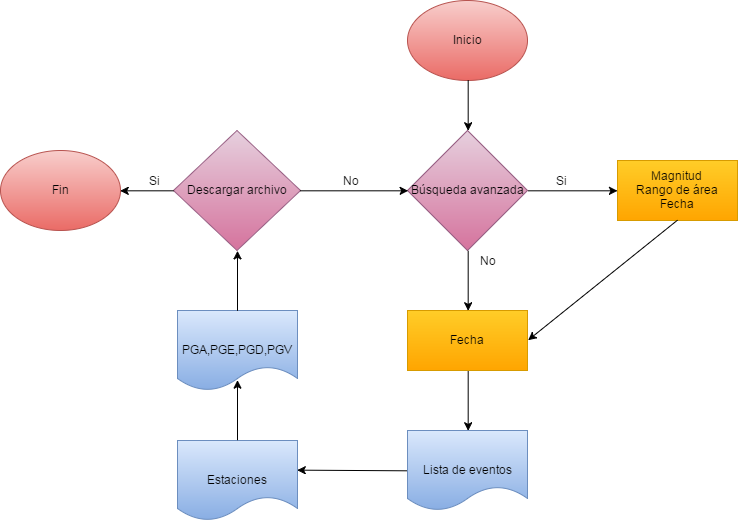 Inicio
Fin
Si
Descargar archivo
No
Búsqueda avanzada
Si
Magnitud
Rango de área
Fecha
No
PGA,PGE,PGD,PGV
Fecha
Estaciones
Lista de eventos